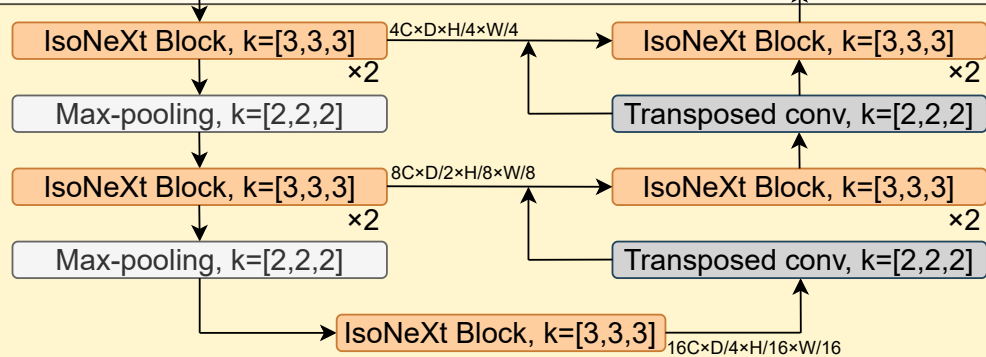 IsoNeXt Block, k=[3,3,3]
4C×D×H/4×W/4
IsoNeXt Block, k=[3,3,3]
×2
×2
Max-pooling, k=[2,2,2]
Transposed conv, k=[2,2,2]
IsoNeXt Block, k=[3,3,3]
8C×D/2×H/8×W/8
IsoNeXt Block, k=[3,3,3]
×2
×2
Max-pooling, k=[2,2,2]
Transposed conv, k=[2,2,2]
IsoNeXt Block, k=[3,3,3]
16C×D/4×H/16×W/16